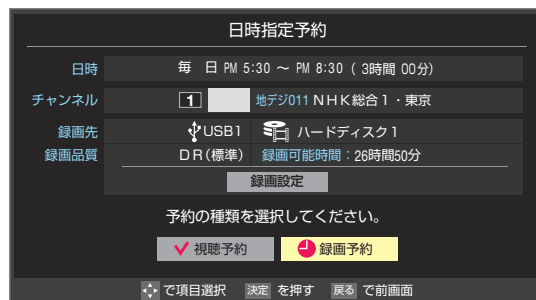 日時指定予約
日時 毎 日 PM 5:30 ～ PM 8:30 ( 3時間 00分)
チャンネル 1 地デジ011 ＮＨＫ総合１・東京
録画先 USB1 ハードディスク１
録画品質 ＤＲ(標準) 録画可能時間：26時間50分
録画設定
予約の種類を選択してください。
視聴予約 録画予約
で項目選択 決定 を押す 戻る で前画面